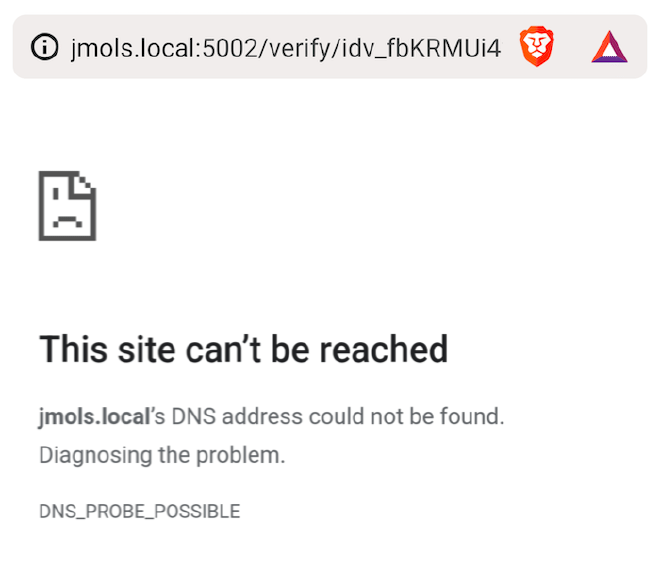 jmols.local:5002/verify/idv_fbKRMUi4
This site can’t be reached
jmols.local’s DNS address could not be found.
Diagnosing the problem.
DNS_PROBE_POSSIBLE